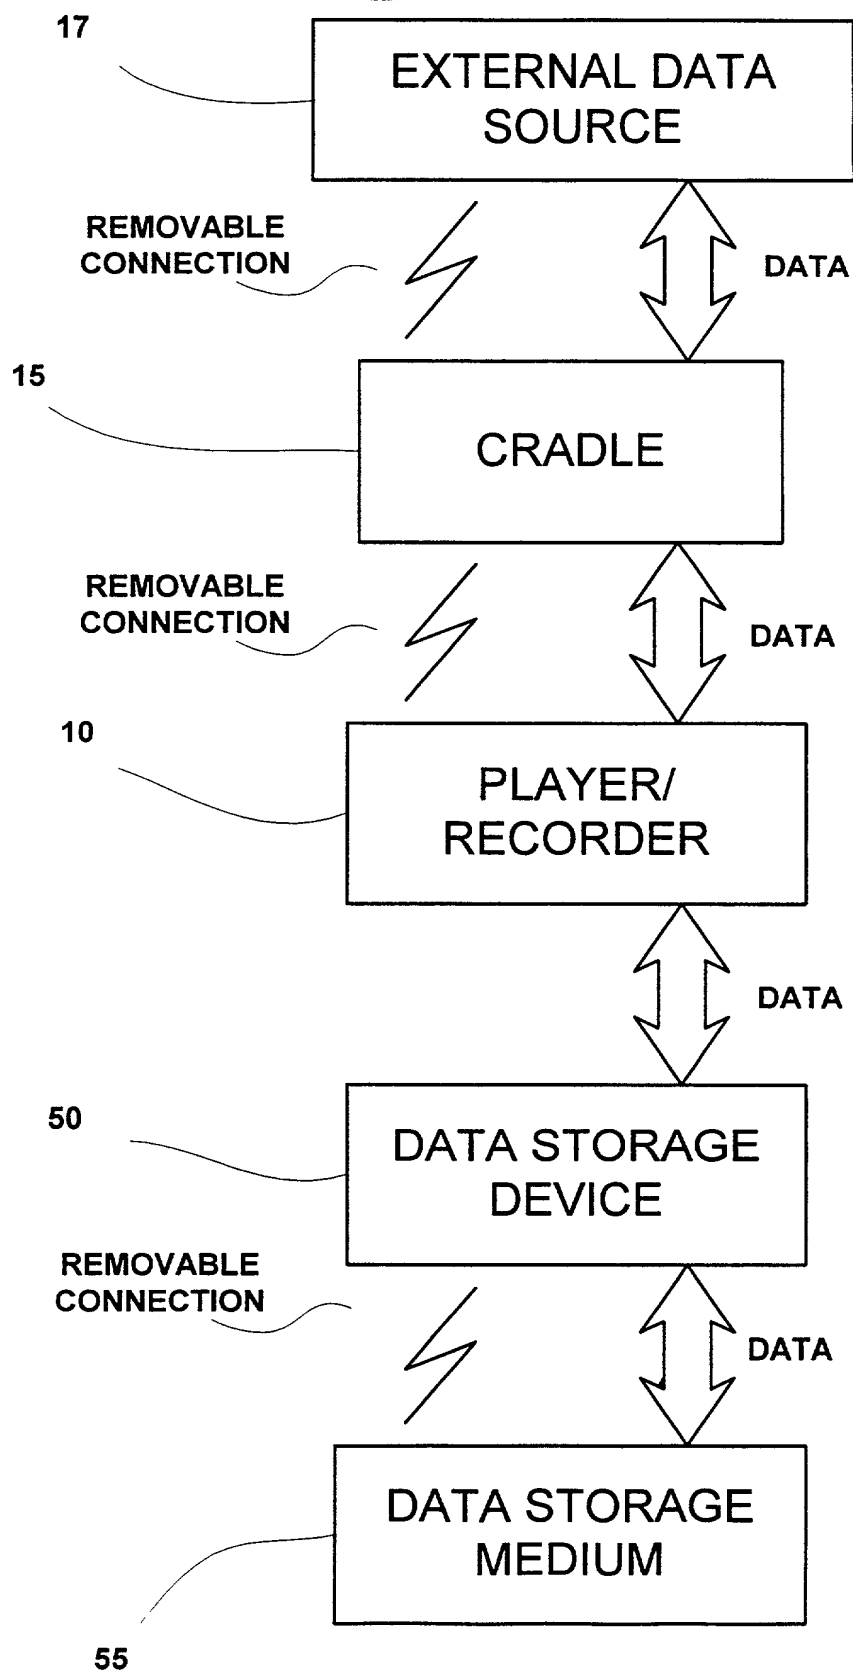 17
EXTERNAL DATA
SOURCE
REMOVABLE
CONNECTION
DATA
15
CRADLE
REMOVABLE
CONNECTION
DATA
10
PLAYER/
RECORDER
DATA
50
DATA STORAGE
DEVICE
REMOVABLE
CONNECTION
DATA
DATA STORAGE
MEDIUM
55